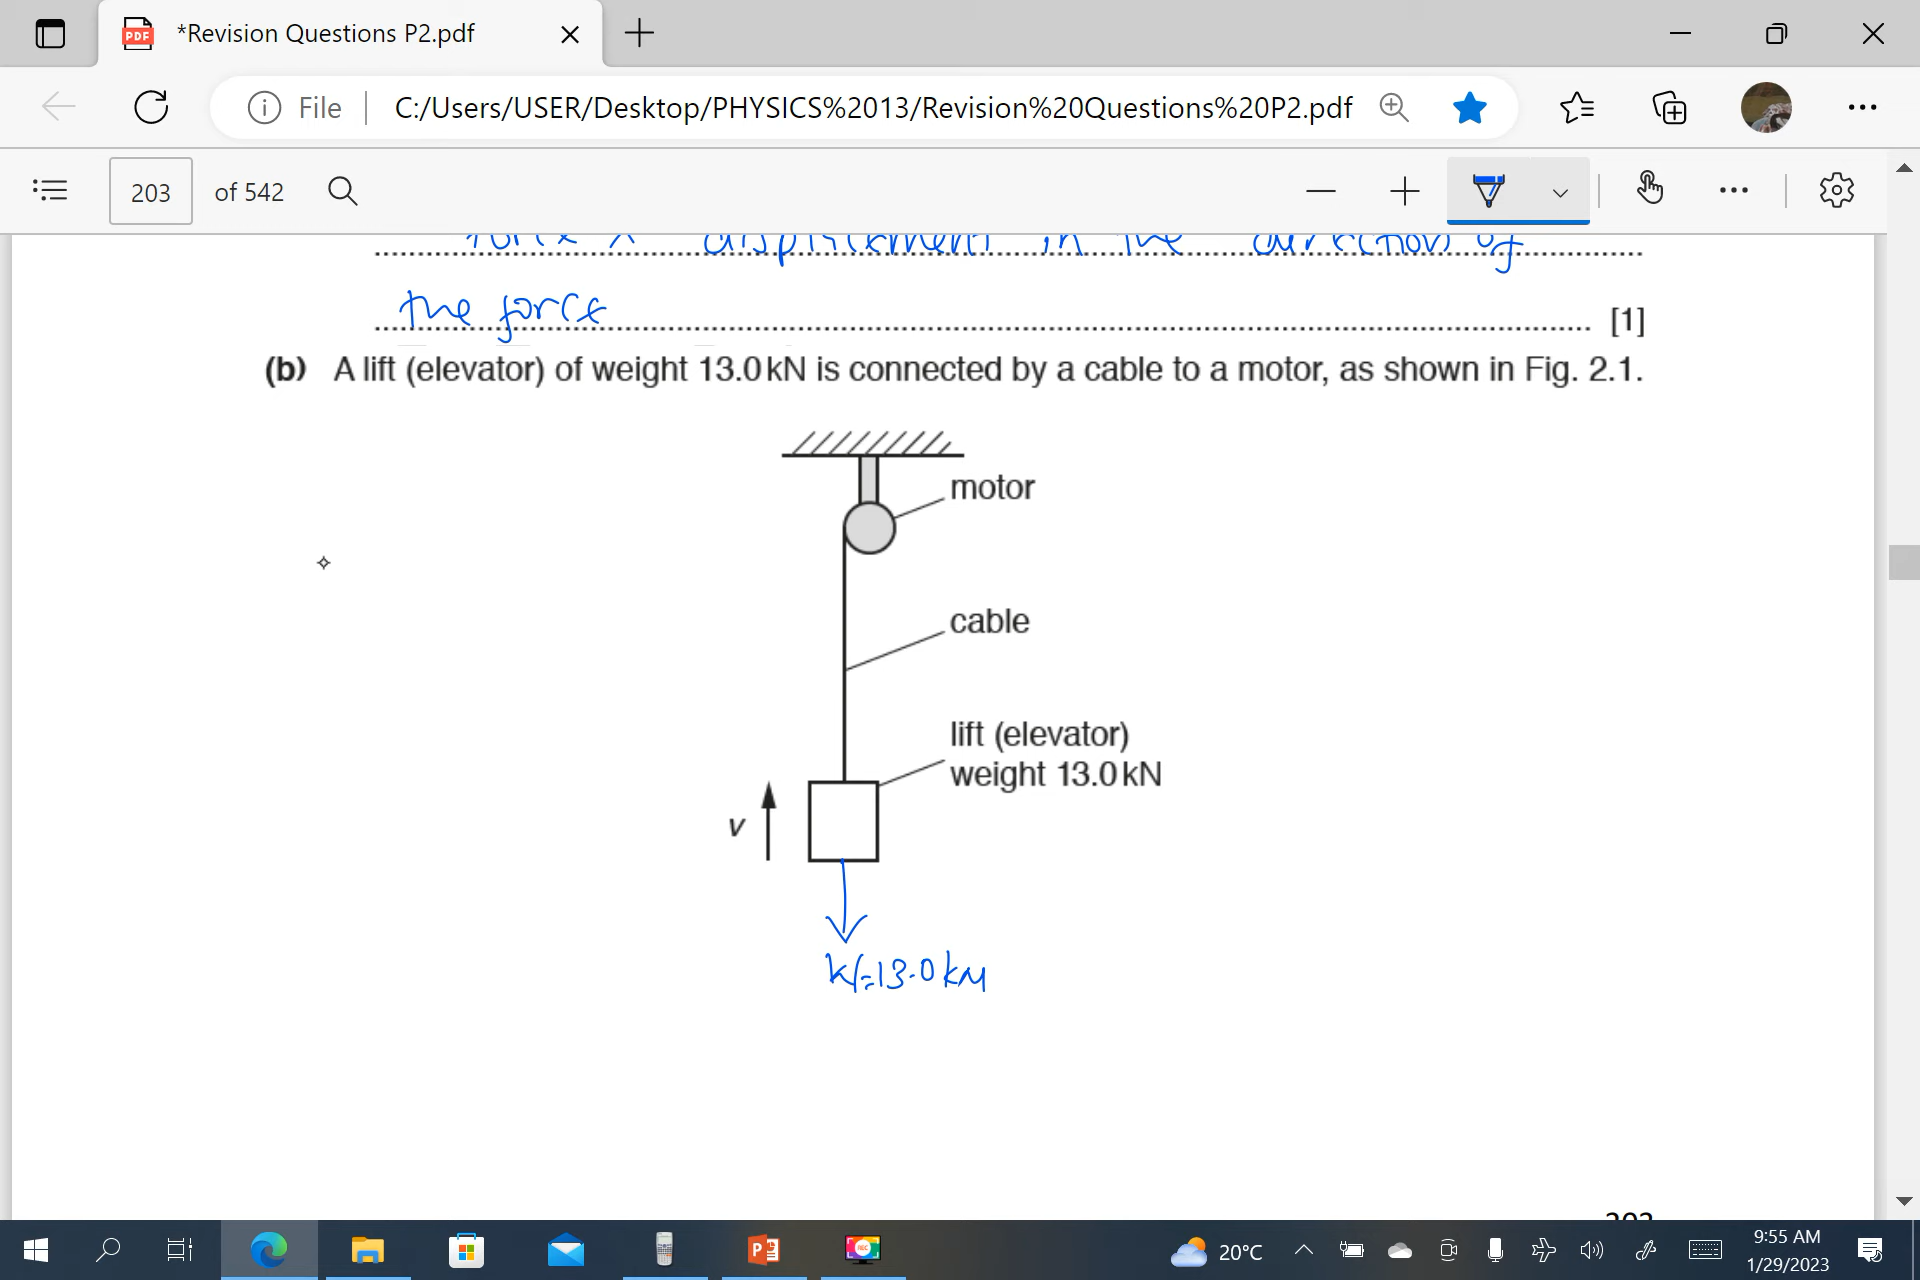 *Revision Questions P2.pdf
File
C:/Users/USER/Desktop/PHYSICS%2013/Revision%20Questions%20P2.pdf
203 of 542
force × displacement in the direction of
the force
[1]
(b) A lift (elevator) of weight 13.0 kN is connected by a cable to a motor, as shown in Fig. 2.1.
motor
cable
lift (elevator)
weight 13.0 kN
v
=13.0 kN
20°C
9:55 AM
1/29/2023